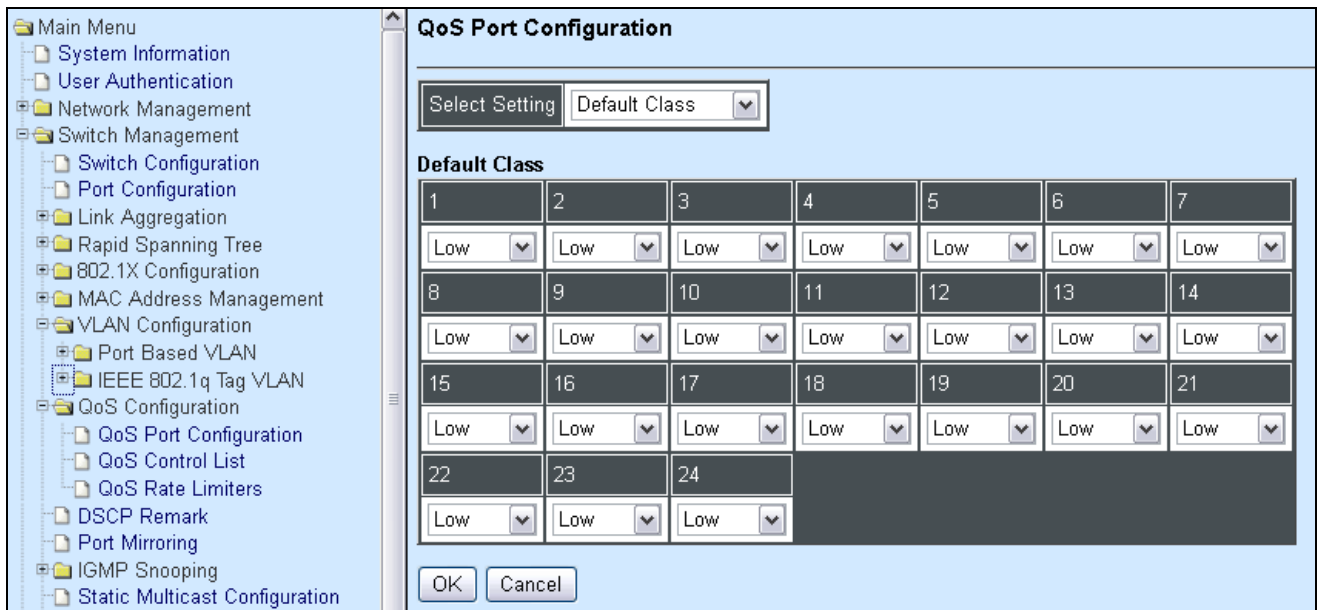 Main Menu
System Information
User Authentication
Network Management
Switch Management
Switch Configuration
Port Configuration
Link Aggregation
Rapid Spanning Tree
802.1X Configuration
MAC Address Management
VLAN Configuration
Port Based VLAN
IEEE 802.1q Tag VLAN
QoS Configuration
QoS Port Configuration
QoS Control List
QoS Rate Limiters
DSCP Remark
Port Mirroring
IGMP Snooping
Static Multicast Configuration
QoS Port Configuration
Select Setting Default Class
Default Class
1 2 3 4 5 6 7
Low Low Low Low Low Low Low
8 9 10 11 12 13 14
Low Low Low Low Low Low Low
15 16 17 18 19 20 21
Low Low Low Low Low Low Low
22 23 24
Low Low Low
OK Cancel